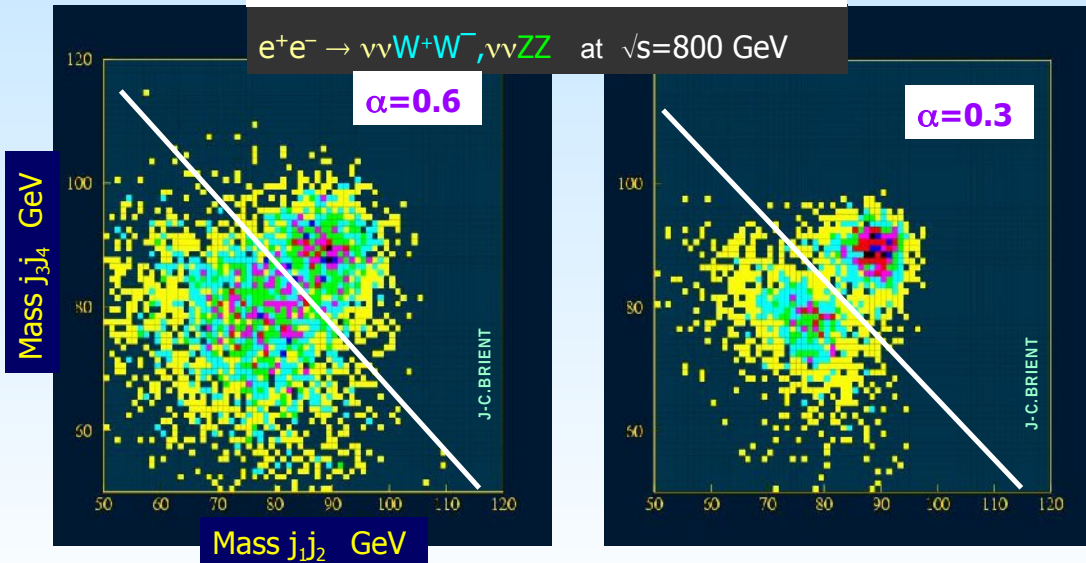 e⁺e⁻ → ννW⁺W⁻,ννZZ at √s=800 GeV
α=0.6
α=0.3
Mass j₃j₄ GeV
120
100
80
60
50 60 70 80 90 100 110 120
J-C.BRIENT
100
80
60
50
70 80 90 100 110 120
J-C.BRIENT
Mass j₁j₂ GeV